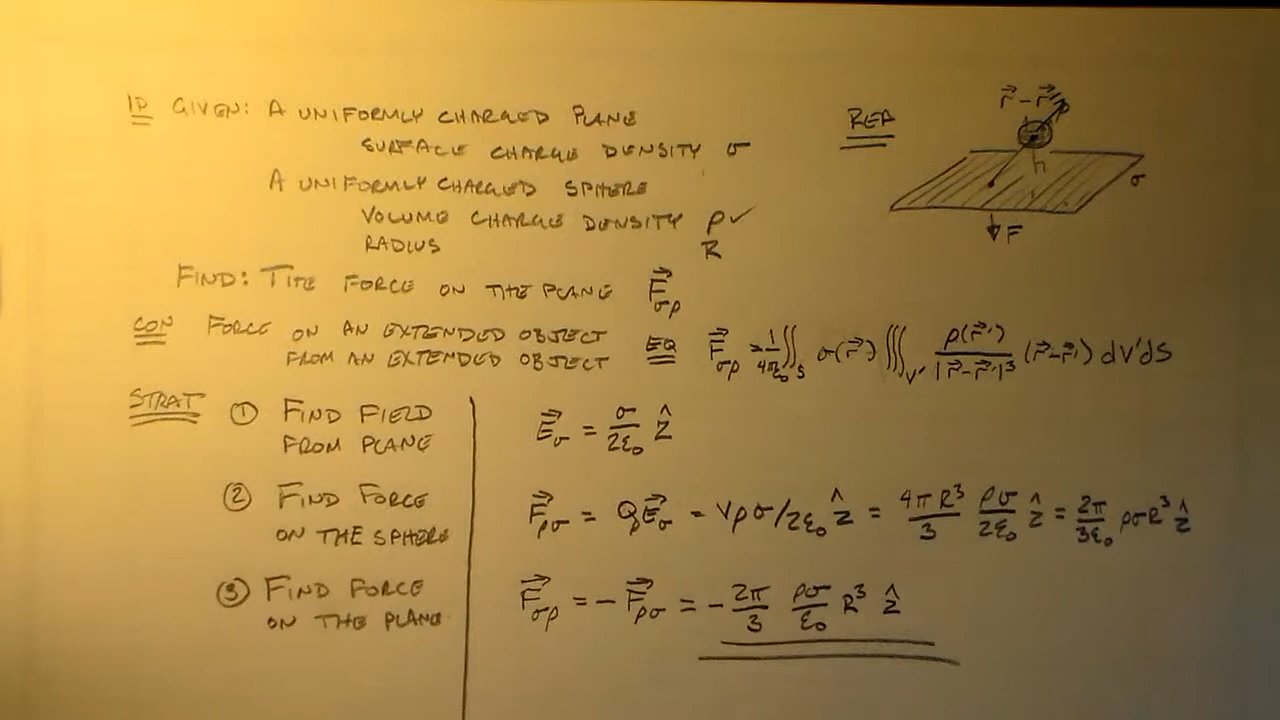 ID GIVEN: A UNIFORMLY CHARGED PLANE
SURFACE CHARGE DENSITY σ
A UNIFORMLY CHARGED SPHERE
VOLUME CHARGE DENSITY ρ ✓
RADIUS R
FIND: THE FORCE ON THE PLANE F⃗σρ
REP
r⃗ - r⃗'
h
σ
F
CON FORCE ON AN EXTENDED OBJECT
FROM AN EXTENDED OBJECT
EQ F⃗σρ = 1/4πε₀ ∬S σ(r⃗) ∭V' ρ(r⃗')/|r⃗-r⃗'|³ (r⃗-r⃗') dV'dS
STRAT ① FIND FIELD
FROM PLANE
E⃗σ = σ/2ε₀ ẑ
② FIND FORCE
ON THE SPHERE
F⃗ρσ = QρE⃗σ = Vρσ/2ε₀ ẑ = 4πR³/3 ρσ/2ε₀ ẑ = 2π/3ε₀ ρσR³ ẑ
③ FIND FORCE
ON THE PLANE
F⃗σρ = -F⃗ρσ = - 2π/3 ρσ/ε₀ R³ ẑ